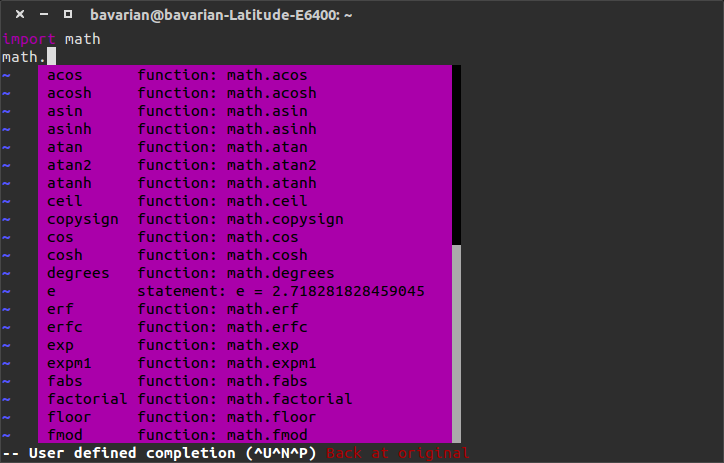 bavarian@bavarian-Latitude-E6400: ~
import math
math.
~ acos function: math.acos
~ acosh function: math.acosh
~ asin function: math.asin
~ asinh function: math.asinh
~ atan function: math.atan
~ atan2 function: math.atan2
~ atanh function: math.atanh
~ ceil function: math.ceil
~ copysign function: math.copysign
~ cos function: math.cos
~ cosh function: math.cosh
~ degrees function: math.degrees
~ e statement: e = 2.718281828459045
~ erf function: math.erf
~ erfc function: math.erfc
~ exp function: math.exp
~ expm1 function: math.expm1
~ fabs function: math.fabs
~ factorial function: math.factorial
~ floor function: math.floor
~ fmod function: math.fmod
-- User defined completion (^U^N^P) Back at original